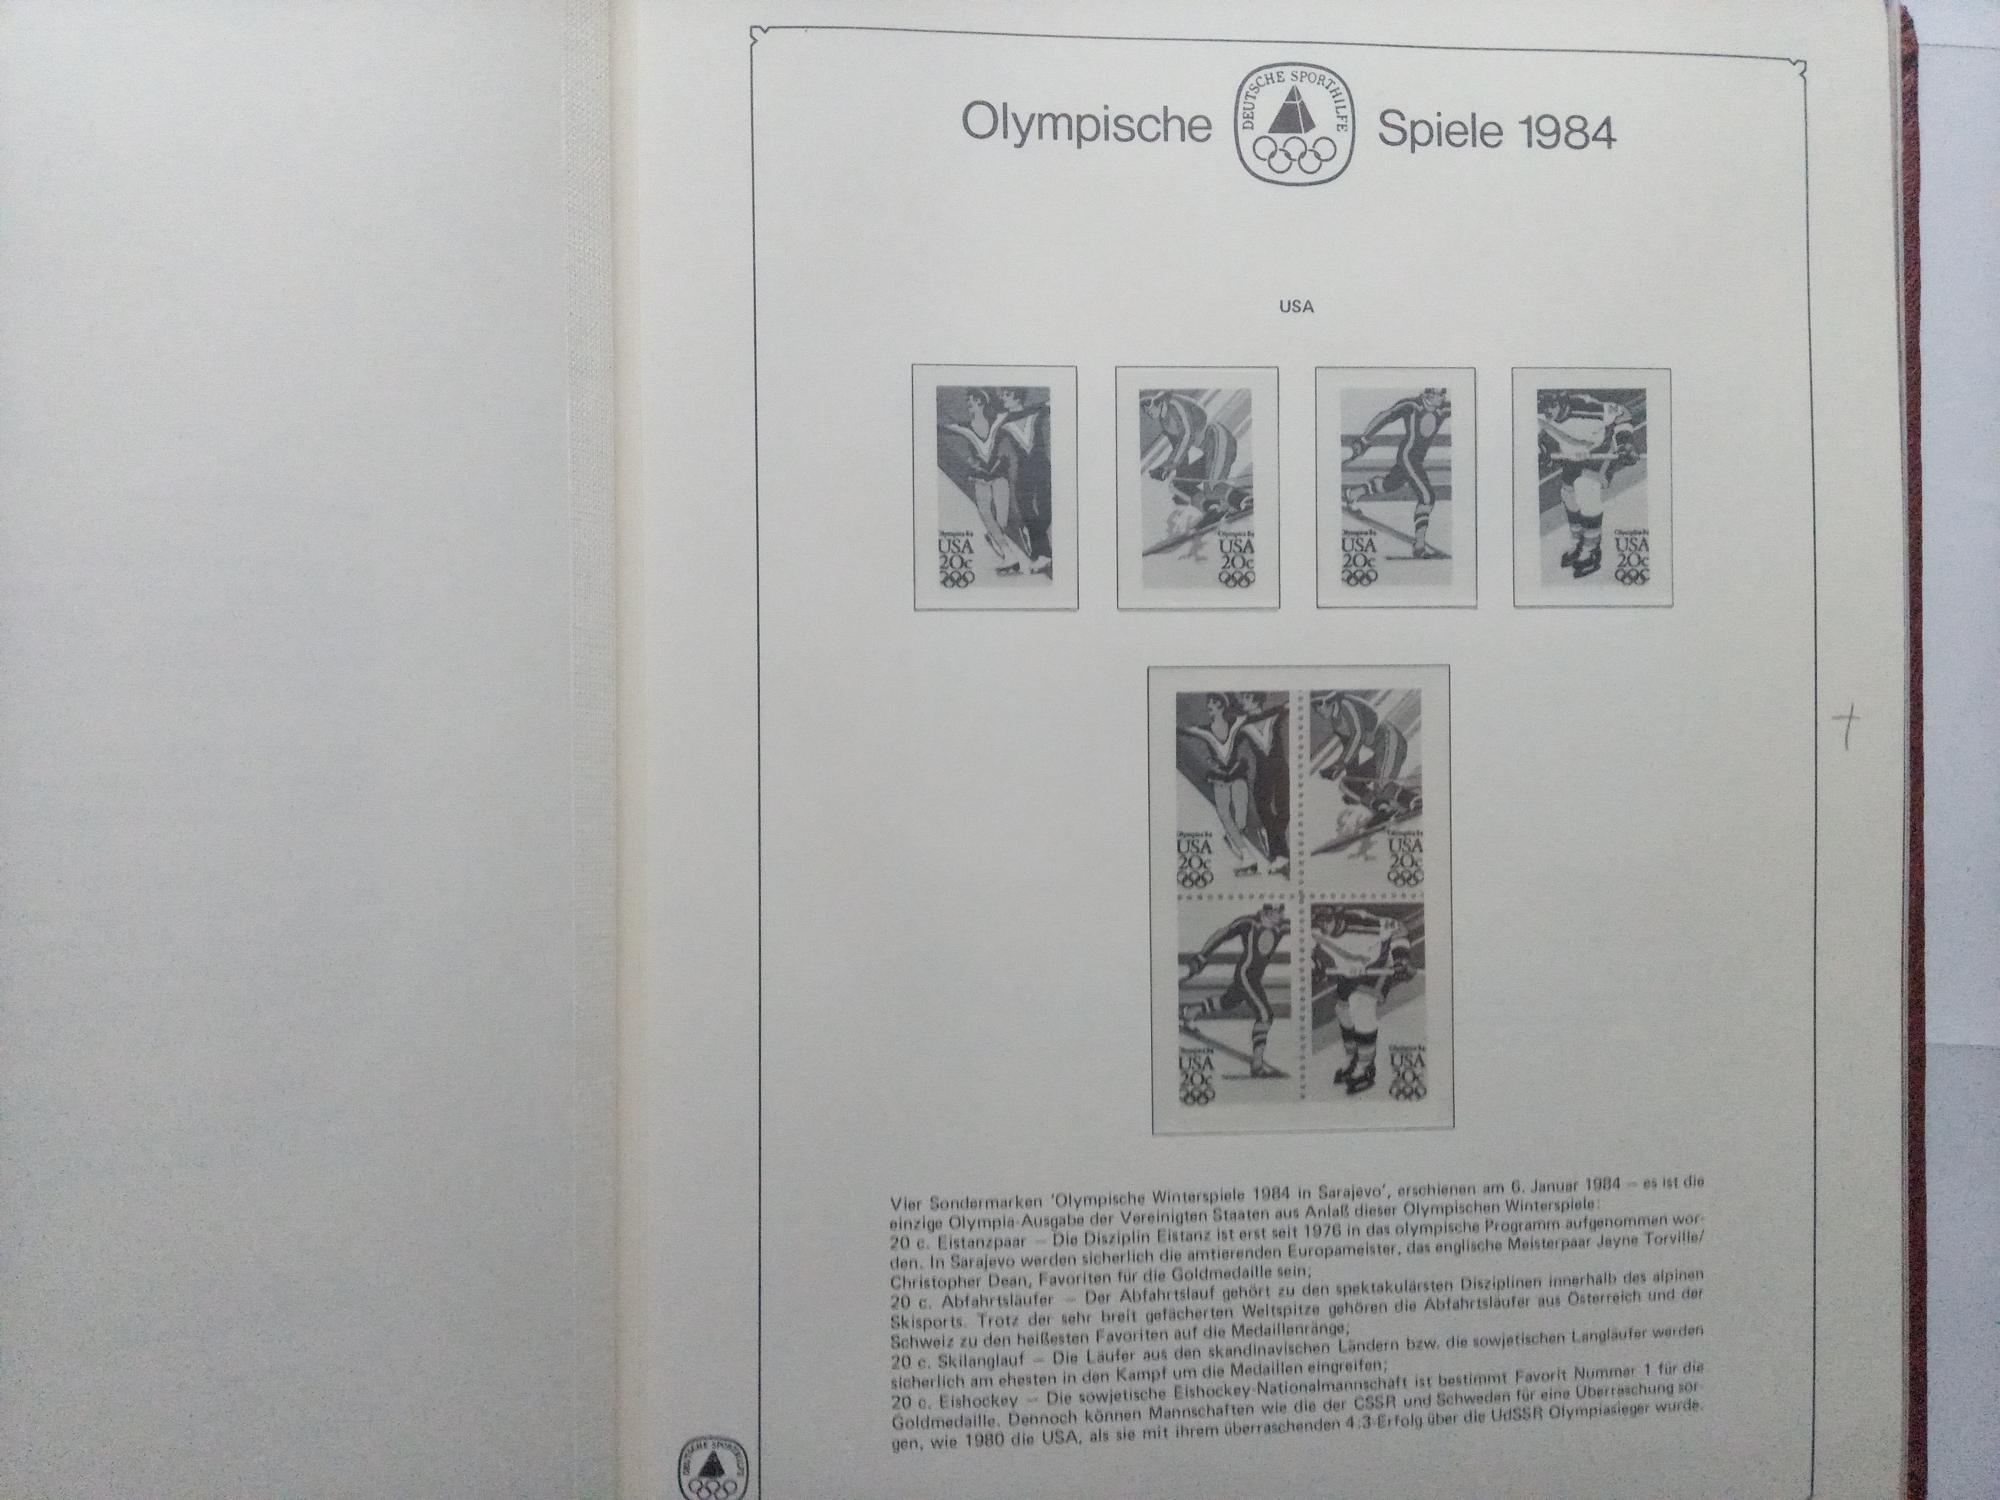 DEUTSCHE SPORTHILFE
Olympische Spiele 1984
USA
Olympics 84
USA
20c
Olympics 84
USA
20c
Olympics 84
USA
20c
Olympics 84
USA
20c
Olympics 84
USA
20c
Olympics 84
USA
20c
Olympics 84
USA
20c
Olympics 84
USA
20c
Vier Sondermarken 'Olympische Winterspiele 1984 in Sarajevo', erschienen am 6. Januar 1984 – es ist die
einzige Olympia-Ausgabe der Vereinigten Staaten aus Anlaß dieser Olympischen Winterspiele:
20 c. Eistanzpaar – Die Disziplin Eistanz ist erst seit 1976 in das olympische Programm aufgenommen wor-
den. In Sarajevo werden sicherlich die amtierenden Europameister, das englische Meisterpaar Jayne Torville/
Christopher Dean, Favoriten für die Goldmedaille sein;
20 c. Abfahrtsläufer – Der Abfahrtslauf gehört zu den spektakulärsten Disziplinen innerhalb des alpinen
Skisports. Trotz der sehr breit gefächerten Weltspitze gehören die Abfahrtsläufer aus Österreich und der
Schweiz zu den heißesten Favoriten auf die Medaillenränge;
20 c. Skilanglauf – Die Läufer aus den skandinavischen Ländern bzw. die sowjetischen Langläufer werden
sicherlich am ehesten in den Kampf um die Medaillen eingreifen;
20 c. Eishockey – Die sowjetische Eishockey-Nationalmannschaft ist bestimmt Favorit Nummer 1 für die
Goldmedaille. Dennoch können Mannschaften wie die der CSSR und Schweden für eine Überraschung sor-
gen, wie 1980 die USA, als sie mit ihrem überraschenden 4:3-Erfolg über die UdSSR Olympiasieger wurde.
DEUTSCHE SPORTHILFE